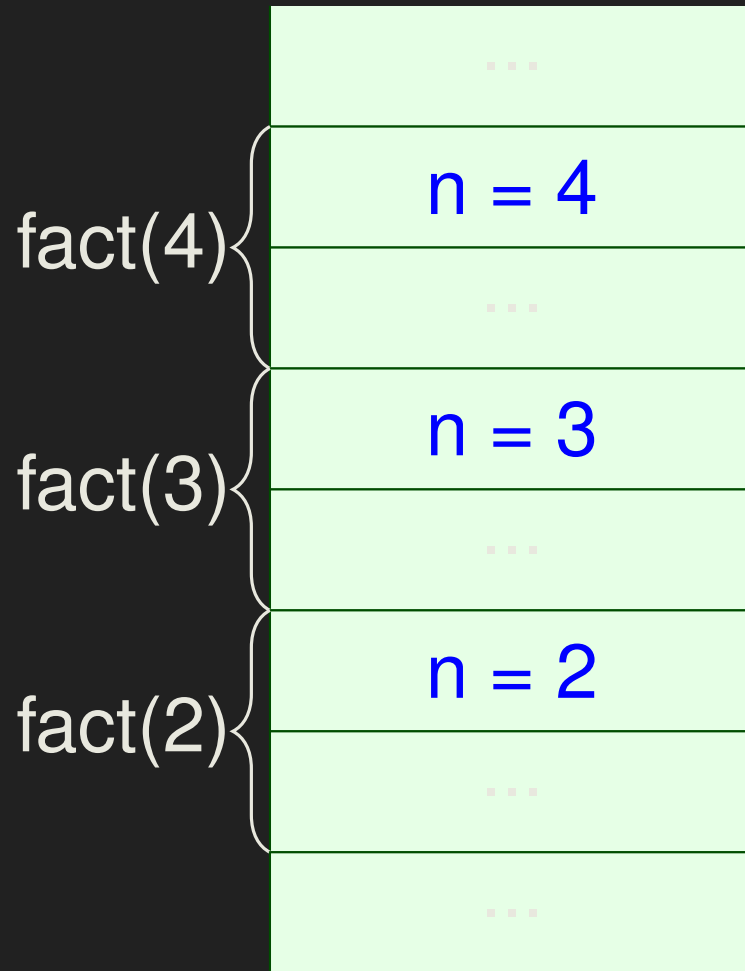 ...
n = 4
fact(4)
...
n = 3
fact(3)
...
n = 2
fact(2)
...
...